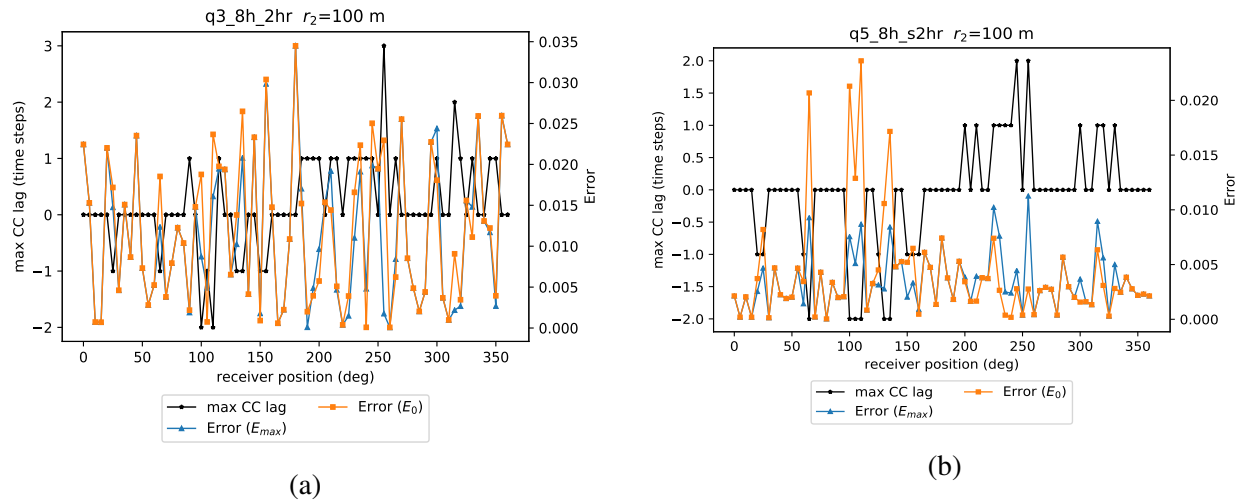 q3_8h_2hr r₂=100 m
max CC lag (time steps)
3
2
1
0
−1
−2
0.035
0.030
0.025
0.020
0.015
0.010
0.005
0.000
Error
0 50 100 150 200 250 300 350
receiver position (deg)
max CC lag
Error (E₀)
Error (Eₘₐₓ)
(a)
q5_8h_s2hr r₂=100 m
max CC lag (time steps)
2.0
1.5
1.0
0.5
0.0
−0.5
−1.0
−1.5
−2.0
0.020
0.015
0.010
0.005
0.000
Error
0 50 100 150 200 250 300 350
receiver position (deg)
max CC lag
Error (E₀)
Error (Eₘₐₓ)
(b)